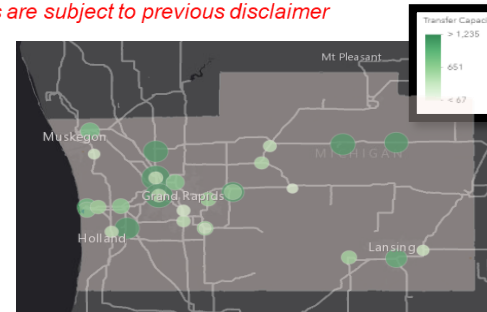 s are subject to previous disclaimer
Transfer Capaci
> 1,235
651
< 67
Mt Pleasant
Muskegon
MICHIGAN
Grand Rapids
Holland
Lansing